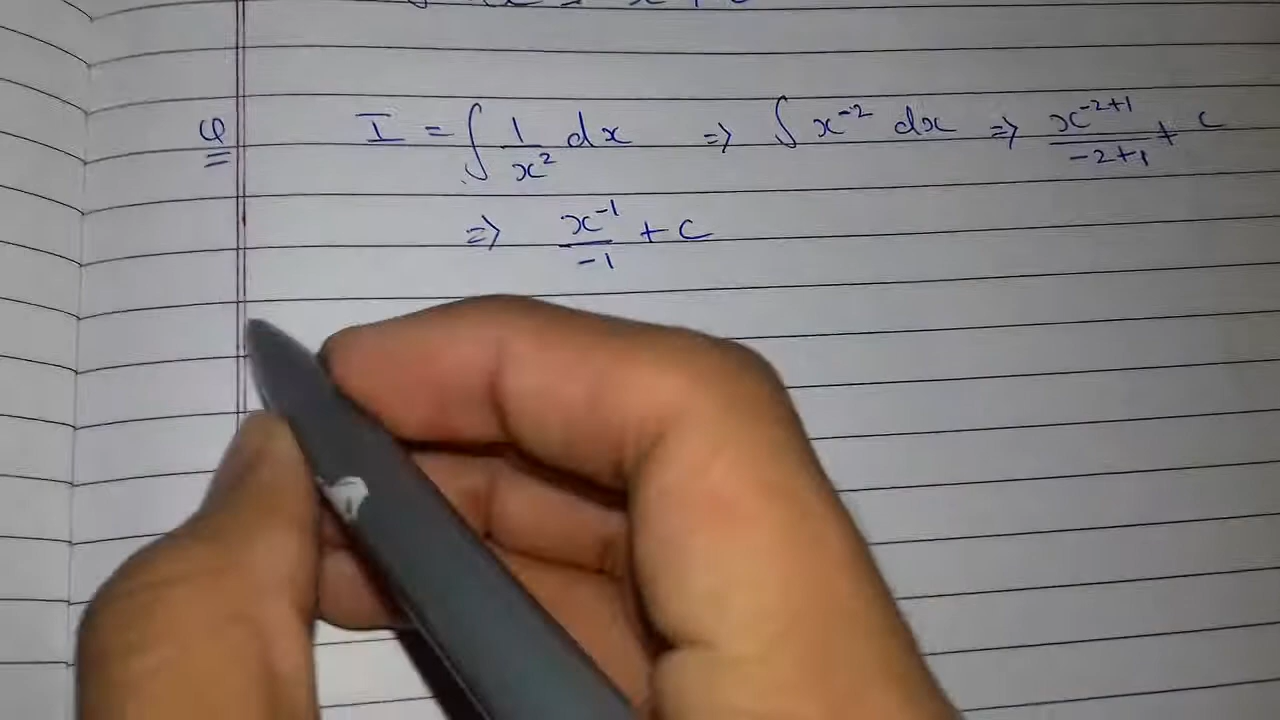 Q I = ∫ 1/x² dx ⇒ ∫ x⁻² dx ⇒ x⁻²⁺¹/-2+1 + c
⇒ x⁻¹/-1 + c